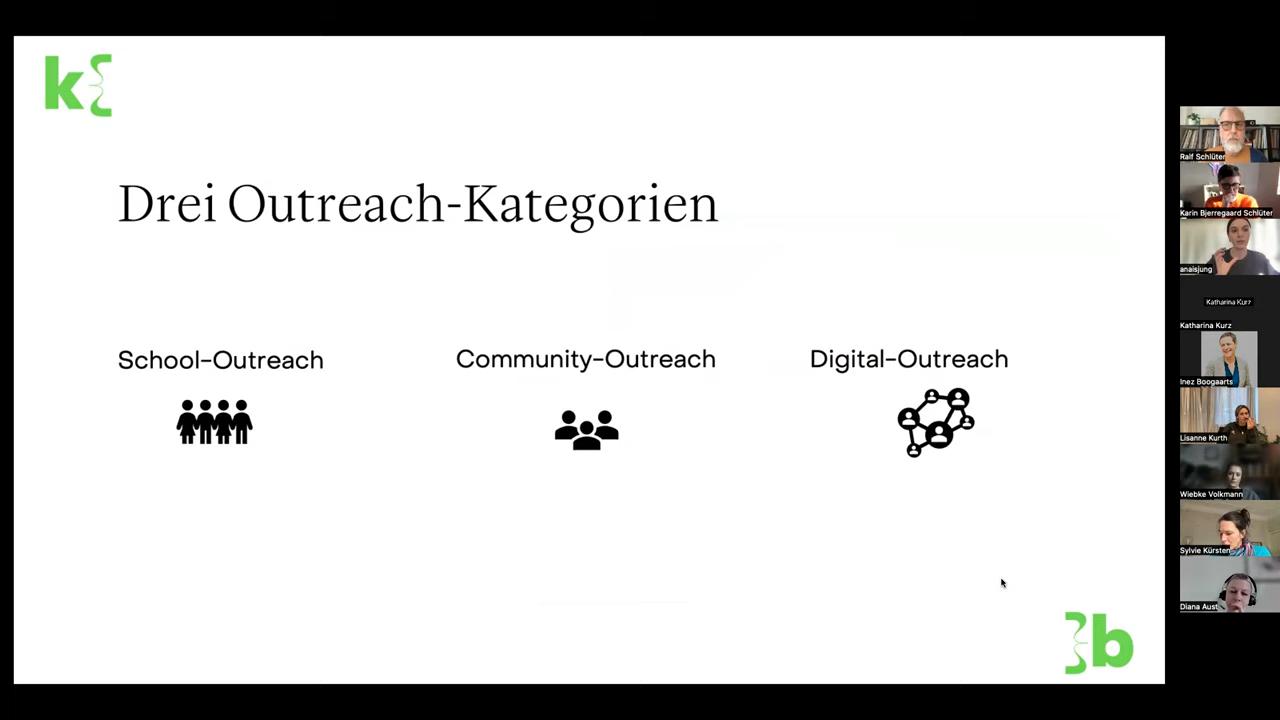 k
Drei Outreach-Kategorien
School-Outreach
Community-Outreach
Digital-Outreach
b
Ralf Schlüter
Karin Bjerregaard Schlüter
anaisjung
Katharina Kurz
Katharina Kurz
Inez Boogaarts
Lisanne Kurth
Wiebke Volkmann
Sylvie Kürsten
Diana Aust